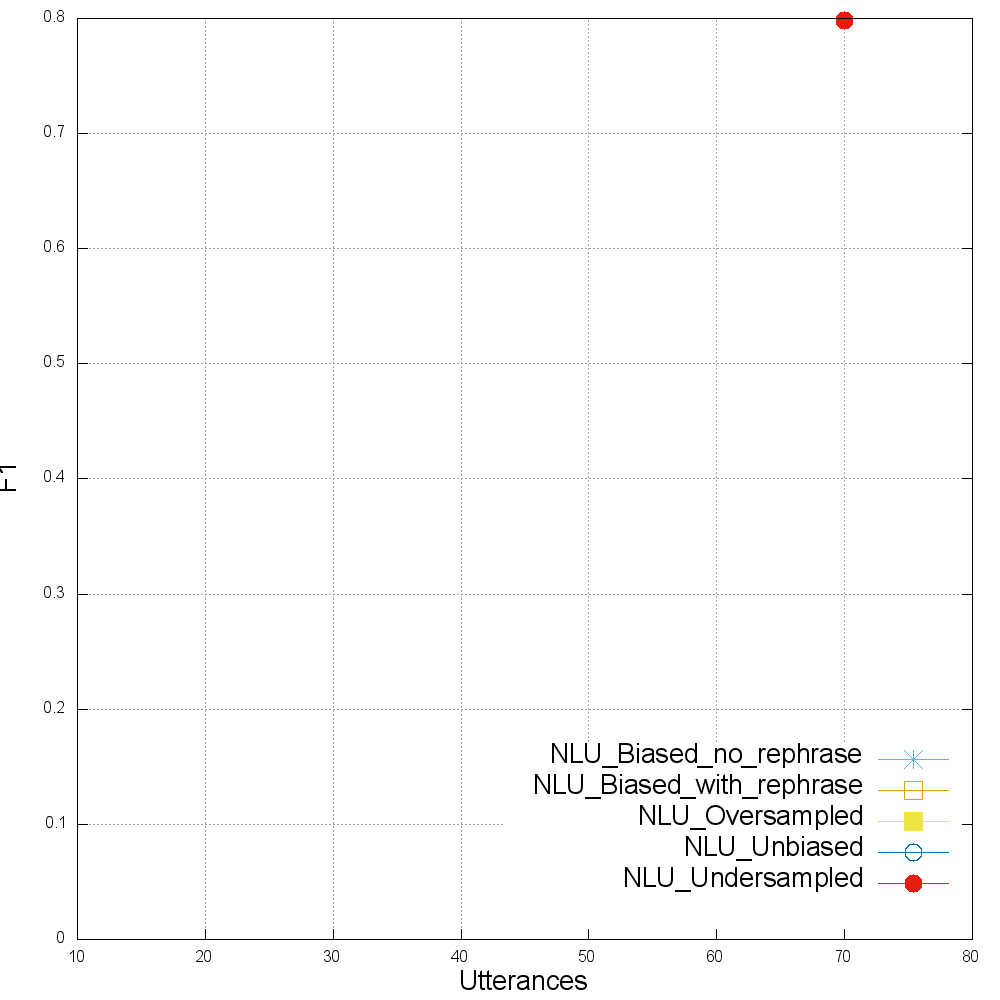 0.8
0.7
0.6
0.5
0.4
0.3
0.2
0.1
0
F1
NLU_Biased_no_rephrase
NLU_Biased_with_rephrase
NLU_Oversampled
NLU_Unbiased
NLU_Undersampled
10 20 30 40 50 60 70 80
Utterances